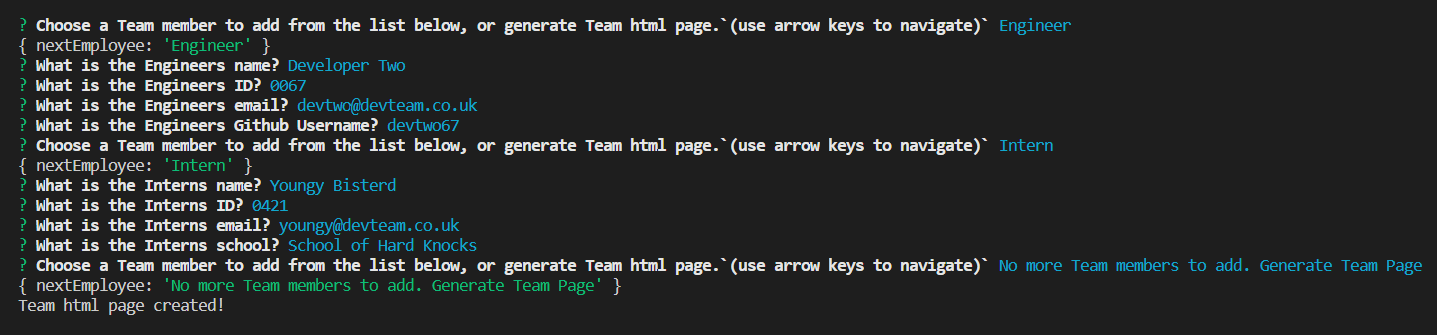 ? Choose a Team member to add from the list below, or generate Team html page.`(use arrow keys to navigate)` Engineer
{ nextEmployee: 'Engineer' }
? What is the Engineers name? Developer Two
? What is the Engineers ID? 0067
? What is the Engineers email? devtwo@devteam.co.uk
? What is the Engineers Github Username? devtwo67
? Choose a Team member to add from the list below, or generate Team html page.`(use arrow keys to navigate)` Intern
{ nextEmployee: 'Intern' }
? What is the Interns name? Youngy Bisterd
? What is the Interns ID? 0421
? What is the Interns email? youngy@devteam.co.uk
? What is the Interns school? School of Hard Knocks
? Choose a Team member to add from the list below, or generate Team html page.`(use arrow keys to navigate)` No more Team members to add. Generate Team Page
{ nextEmployee: 'No more Team members to add. Generate Team Page' }
Team html page created!